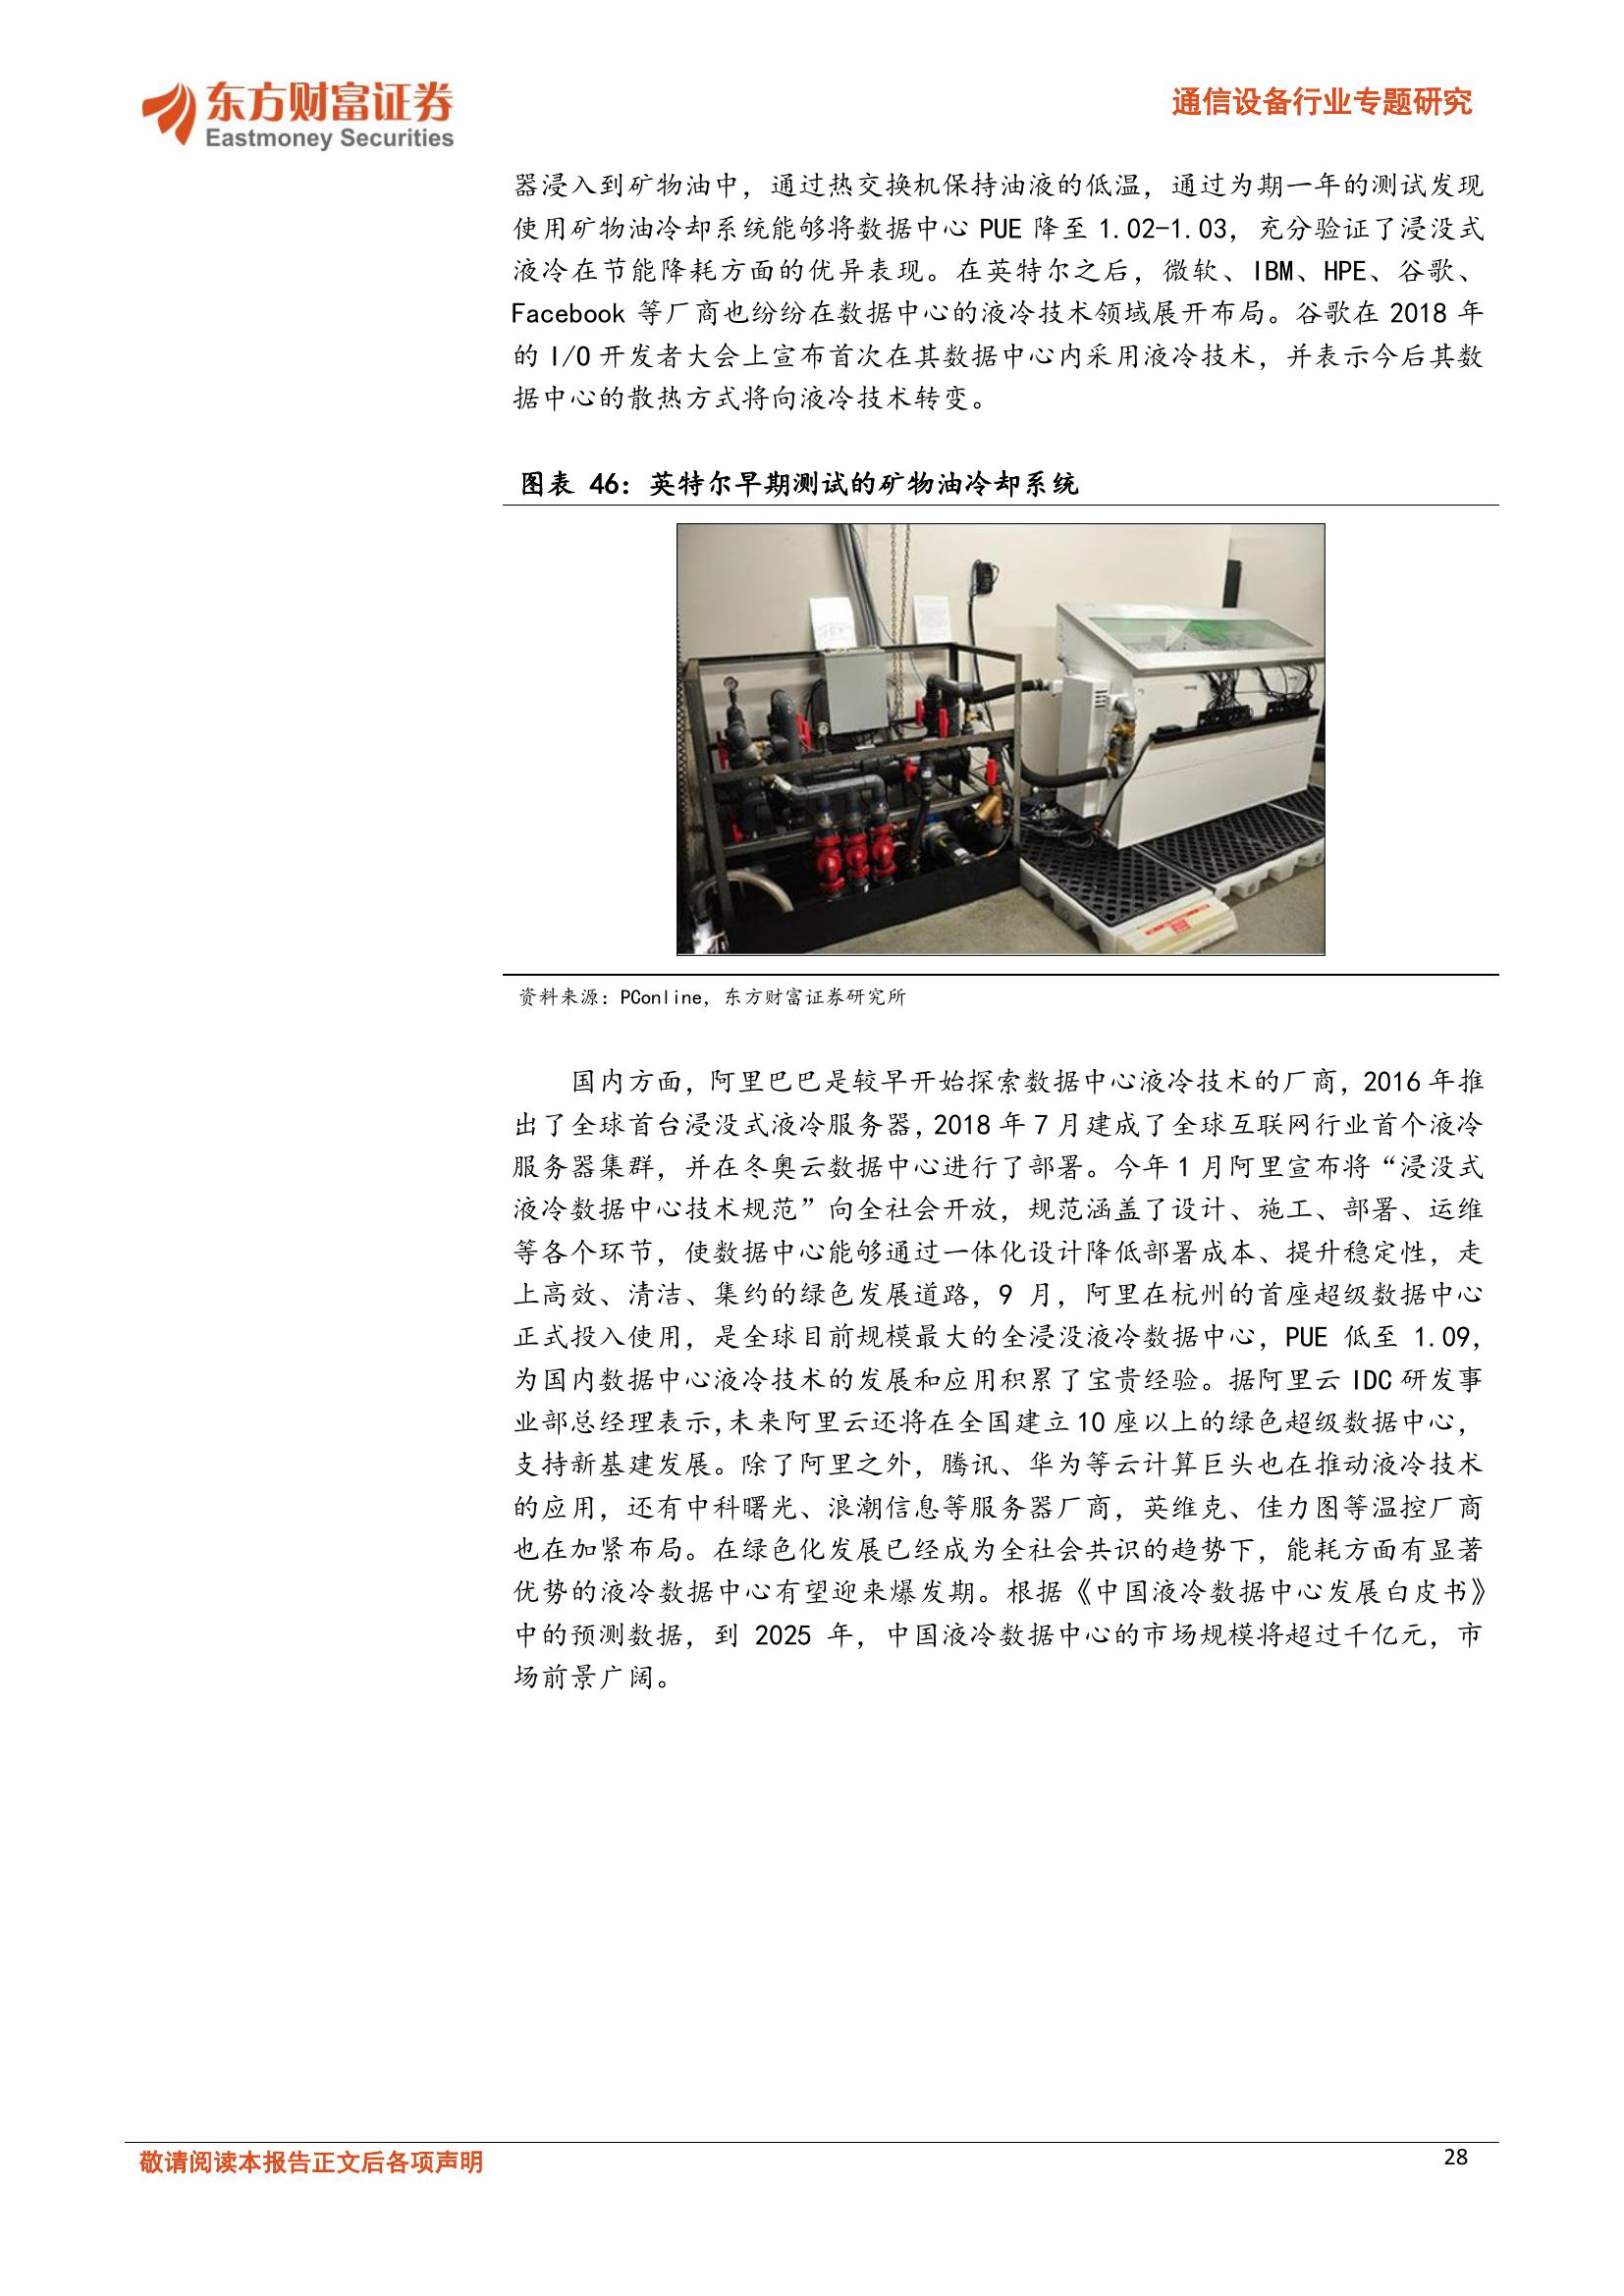 东方财富证券
Eastmoney Securities
通信设备行业专题研究
器浸入到矿物油中，通过热交换机保持油液的低温，通过为期一年的测试发现
使用矿物油冷却系统能够将数据中心 PUE 降至 1.02-1.03，充分验证了浸没式
液冷在节能降耗方面的优异表现。在英特尔之后，微软、IBM、HPE、谷歌、
Facebook 等厂商也纷纷在数据中心的液冷技术领域展开布局。谷歌在 2018 年
的 I/O 开发者大会上宣布首次在其数据中心内采用液冷技术，并表示今后其数
据中心的散热方式将向液冷技术转变。
图表 46：英特尔早期测试的矿物油冷却系统
资料来源：PConline，东方财富证券研究所
国内方面，阿里巴巴是较早开始探索数据中心液冷技术的厂商，2016 年推
出了全球首台浸没式液冷服务器，2018 年 7 月建成了全球互联网行业首个液冷
服务器集群，并在冬奥云数据中心进行了部署。今年 1 月阿里宣布将“浸没式
液冷数据中心技术规范”向全社会开放，规范涵盖了设计、施工、部署、运维
等各个环节，使数据中心能够通过一体化设计降低部署成本、提升稳定性，走
上高效、清洁、集约的绿色发展道路，9 月，阿里在杭州的首座超级数据中心
正式投入使用，是全球目前规模最大的全浸没液冷数据中心，PUE 低至 1.09，
为国内数据中心液冷技术的发展和应用积累了宝贵经验。据阿里云 IDC 研发事
业部总经理表示，未来阿里云还将在全国建立 10 座以上的绿色超级数据中心，
支持新基建发展。除了阿里之外，腾讯、华为等云计算巨头也在推动液冷技术
的应用，还有中科曙光、浪潮信息等服务器厂商，英维克、佳力图等温控厂商
也在加紧布局。在绿色化发展已经成为全社会共识的趋势下，能耗方面有显著
优势的液冷数据中心有望迎来爆发期。根据《中国液冷数据中心发展白皮书》
中的预测数据，到 2025 年，中国液冷数据中心的市场规模将超过千亿元，市
场前景广阔。
敬请阅读本报告正文后各项声明
28